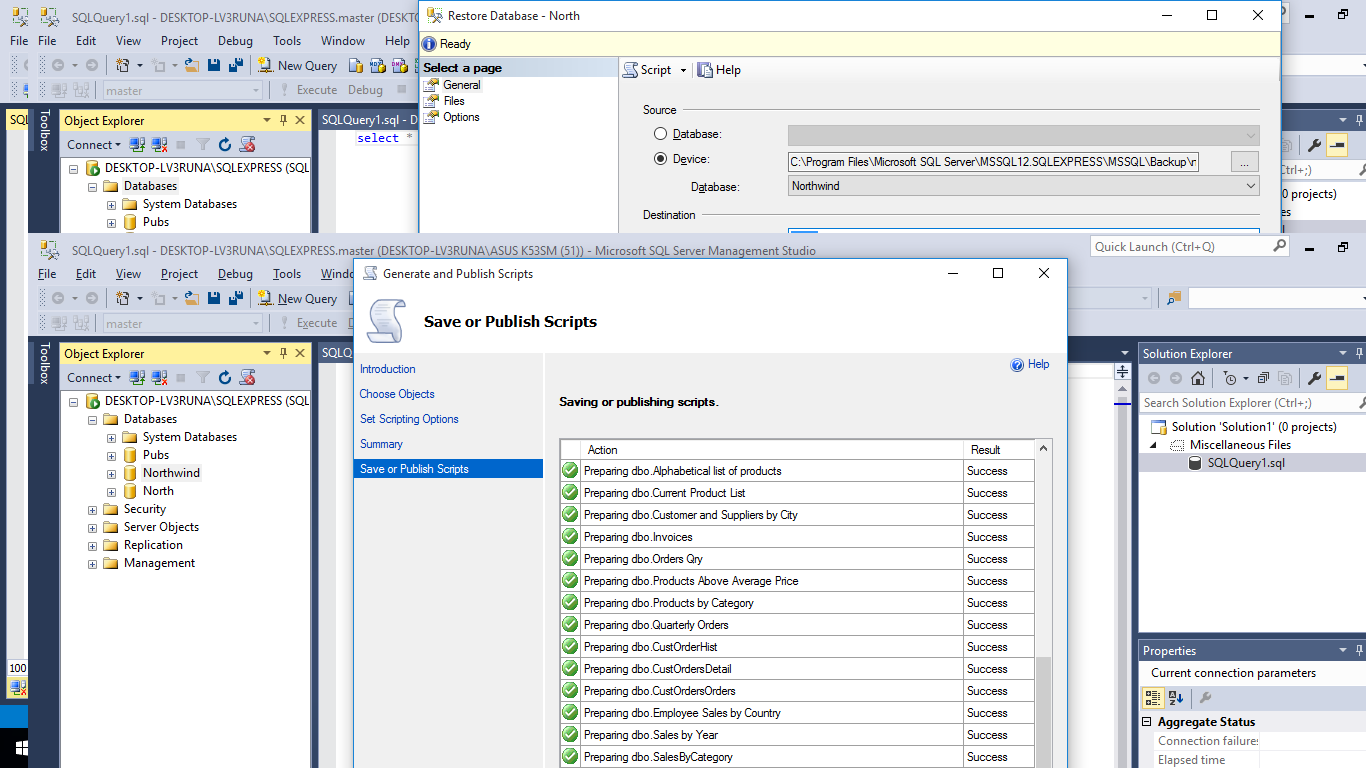 SQLQuery1.sql - DESKTOP-LV3RUNA\SQLEXPRESS.master (DESKTO
File File Edit View Project Debug Tools Window Help
New Query
master
Execute Debug
SQL
Toolbox
Object Explorer
Connect
DESKTOP-LV3RUNA\SQLEXPRESS (SQL
Databases
System Databases
Pubs
SQLQuery1.sql - D
select *
Restore Database - North
Ready
Select a page
General
Files
Options
Script
Help
Source
Database:
Device:
C:\Program Files\Microsoft SQL Server\MSSQL12.SQLEXPRESS\MSSQL\Backup\
...
Database:
Northwind
Destination
+;)
(0 projects)
es
SQLQuery1.sql - DESKTOP-LV3RUNA\SQLEXPRESS.master (DESKTOP-LV3RUNA\ASUS K53SM (51)) - Microsoft SQL Server Management Studio
Quick Launch (Ctrl+Q)
File Edit View Project Debug Tools Windo
New Query
master
Execute
Toolbox
Object Explorer
Connect
DESKTOP-LV3RUNA\SQLEXPRESS (SQL
Databases
System Databases
Pubs
Northwind
North
Security
Server Objects
Replication
Management
100
SQLQ
Generate and Publish Scripts
Save or Publish Scripts
Introduction
Choose Objects
Set Scripting Options
Summary
Save or Publish Scripts
Help
Saving or publishing scripts.
Action Result
Preparing dbo.Alphabetical list of products Success
Preparing dbo.Current Product List Success
Preparing dbo.Customer and Suppliers by City Success
Preparing dbo.Invoices Success
Preparing dbo.Orders Qry Success
Preparing dbo.Products Above Average Price Success
Preparing dbo.Products by Category Success
Preparing dbo.Quarterly Orders Success
Preparing dbo.CustOrderHist Success
Preparing dbo.CustOrdersDetail Success
Preparing dbo.CustOrdersOrders Success
Preparing dbo.Employee Sales by Country Success
Preparing dbo.Sales by Year Success
Preparing dbo.SalesByCategory Success
Solution Explorer
Search Solution Explorer (Ctrl+;)
Solution 'Solution1' (0 projects)
Miscellaneous Files
SQLQuery1.sql
Properties
Current connection parameters
Aggregate Status
Connection failures
Elapsed time